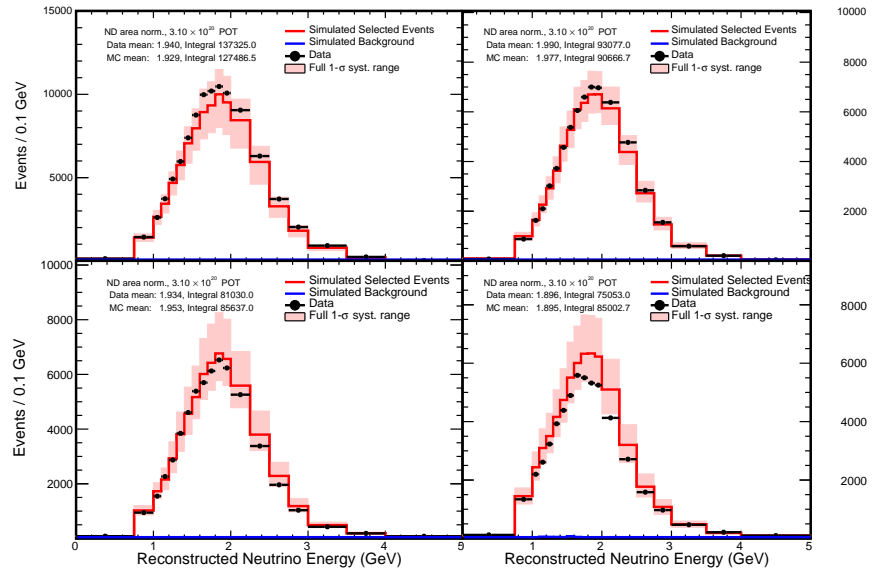 15000
ND area norm., 3.10 × 10²⁰ POT
Data mean: 1.940, Integral 137325.0
MC mean: 1.929, Integral 127486.5
Simulated Selected Events
Simulated Background
Data
Full 1-σ syst. range
10000
5000
Events / 0.1 GeV
ND area norm., 3.10 × 10²⁰ POT
Data mean: 1.990, Integral 93077.0
MC mean: 1.977, Integral 90666.7
Simulated Selected Events
Simulated Background
Data
Full 1-σ syst. range
10000
8000
6000
4000
2000
10000
ND area norm., 3.10 × 10²⁰ POT
Data mean: 1.934, Integral 81030.0
MC mean: 1.953, Integral 85637.0
Simulated Selected Events
Simulated Background
Data
Full 1-σ syst. range
8000
6000
4000
2000
Events / 0.1 GeV
0 1 2 3 4
Reconstructed Neutrino Energy (GeV)
ND area norm., 3.10 × 10²⁰ POT
Data mean: 1.896, Integral 75053.0
MC mean: 1.895, Integral 85002.7
Simulated Selected Events
Simulated Background
Data
Full 1-σ syst. range
8000
6000
4000
2000
1 2 3 4 5
Reconstructed Neutrino Energy (GeV)